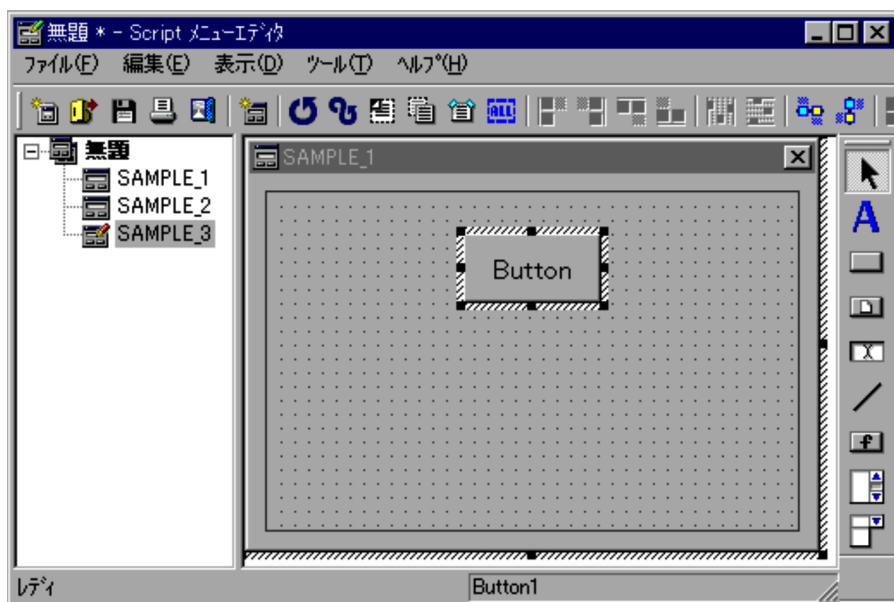 無題 * - Script ﾒﾆｭｰｴﾃﾞｨﾀ
ﾌｧｲﾙ(F) 編集(E) 表示(D) ﾂｰﾙ(T) ﾍﾙﾌﾟ(H)
ALL
無題
SAMPLE_1
SAMPLE_2
SAMPLE_3
SAMPLE_1
Button
A
f
ﾚﾃﾞｨ
Button1